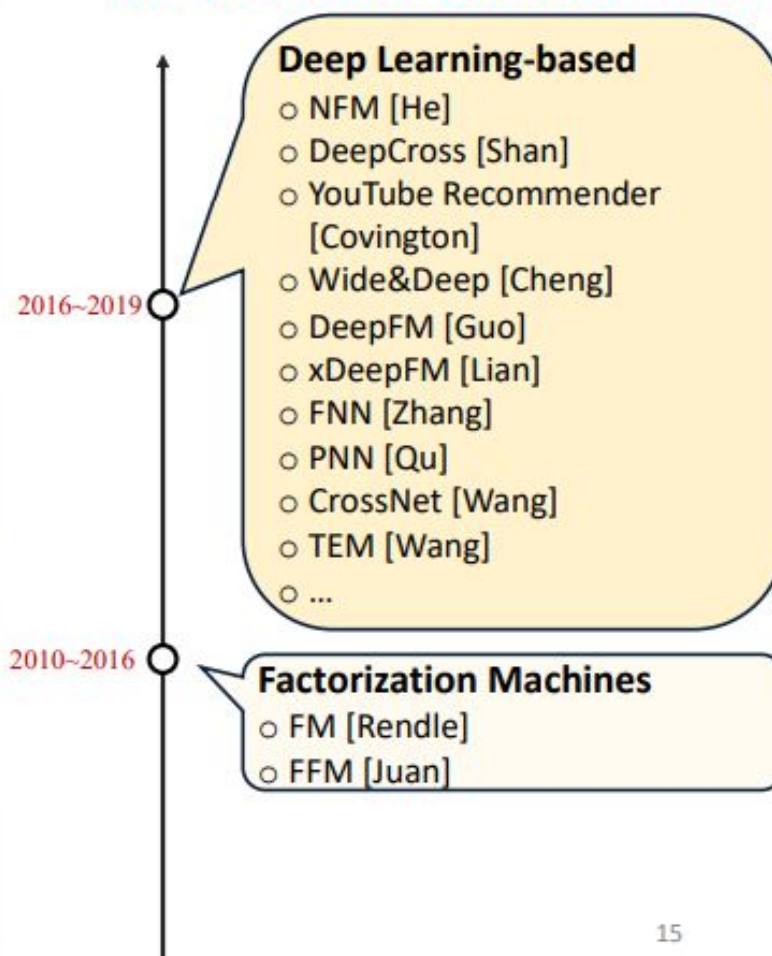 Deep Learning-based
○ NFM [He]
○ DeepCross [Shan]
○ YouTube Recommender
[Covington]
○ Wide&Deep [Cheng]
2016~2019
○ DeepFM [Guo]
○ xDeepFM [Lian]
○ FNN [Zhang]
○ PNN [Qu]
○ CrossNet [Wang]
○ TEM [Wang]
○ ...
2010~2016
Factorization Machines
○ FM [Rendle]
○ FFM [Juan]
15